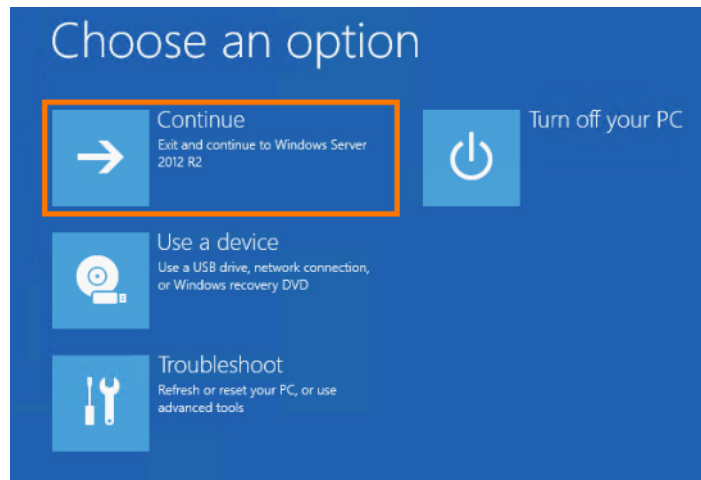 Choose an option
Continue
Exit and continue to Windows Server
2012 R2
Turn off your PC
Use a device
Use a USB drive, network connection,
or Windows recovery DVD
Troubleshoot
Refresh or reset your PC, or use
advanced tools